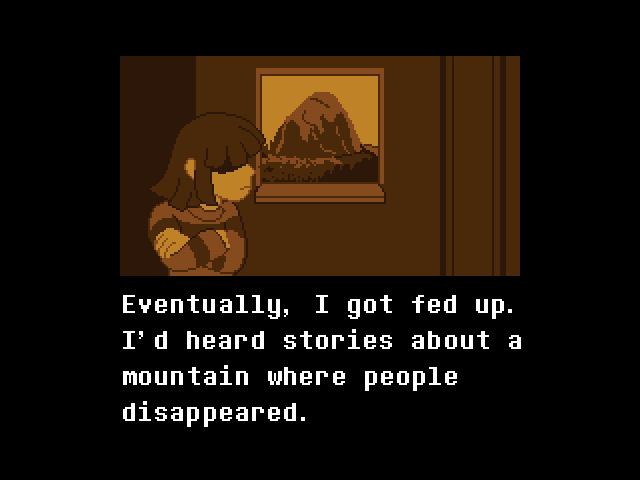 Eventually, I got fed up.
I'd heard stories about a
mountain where people
disappeared.